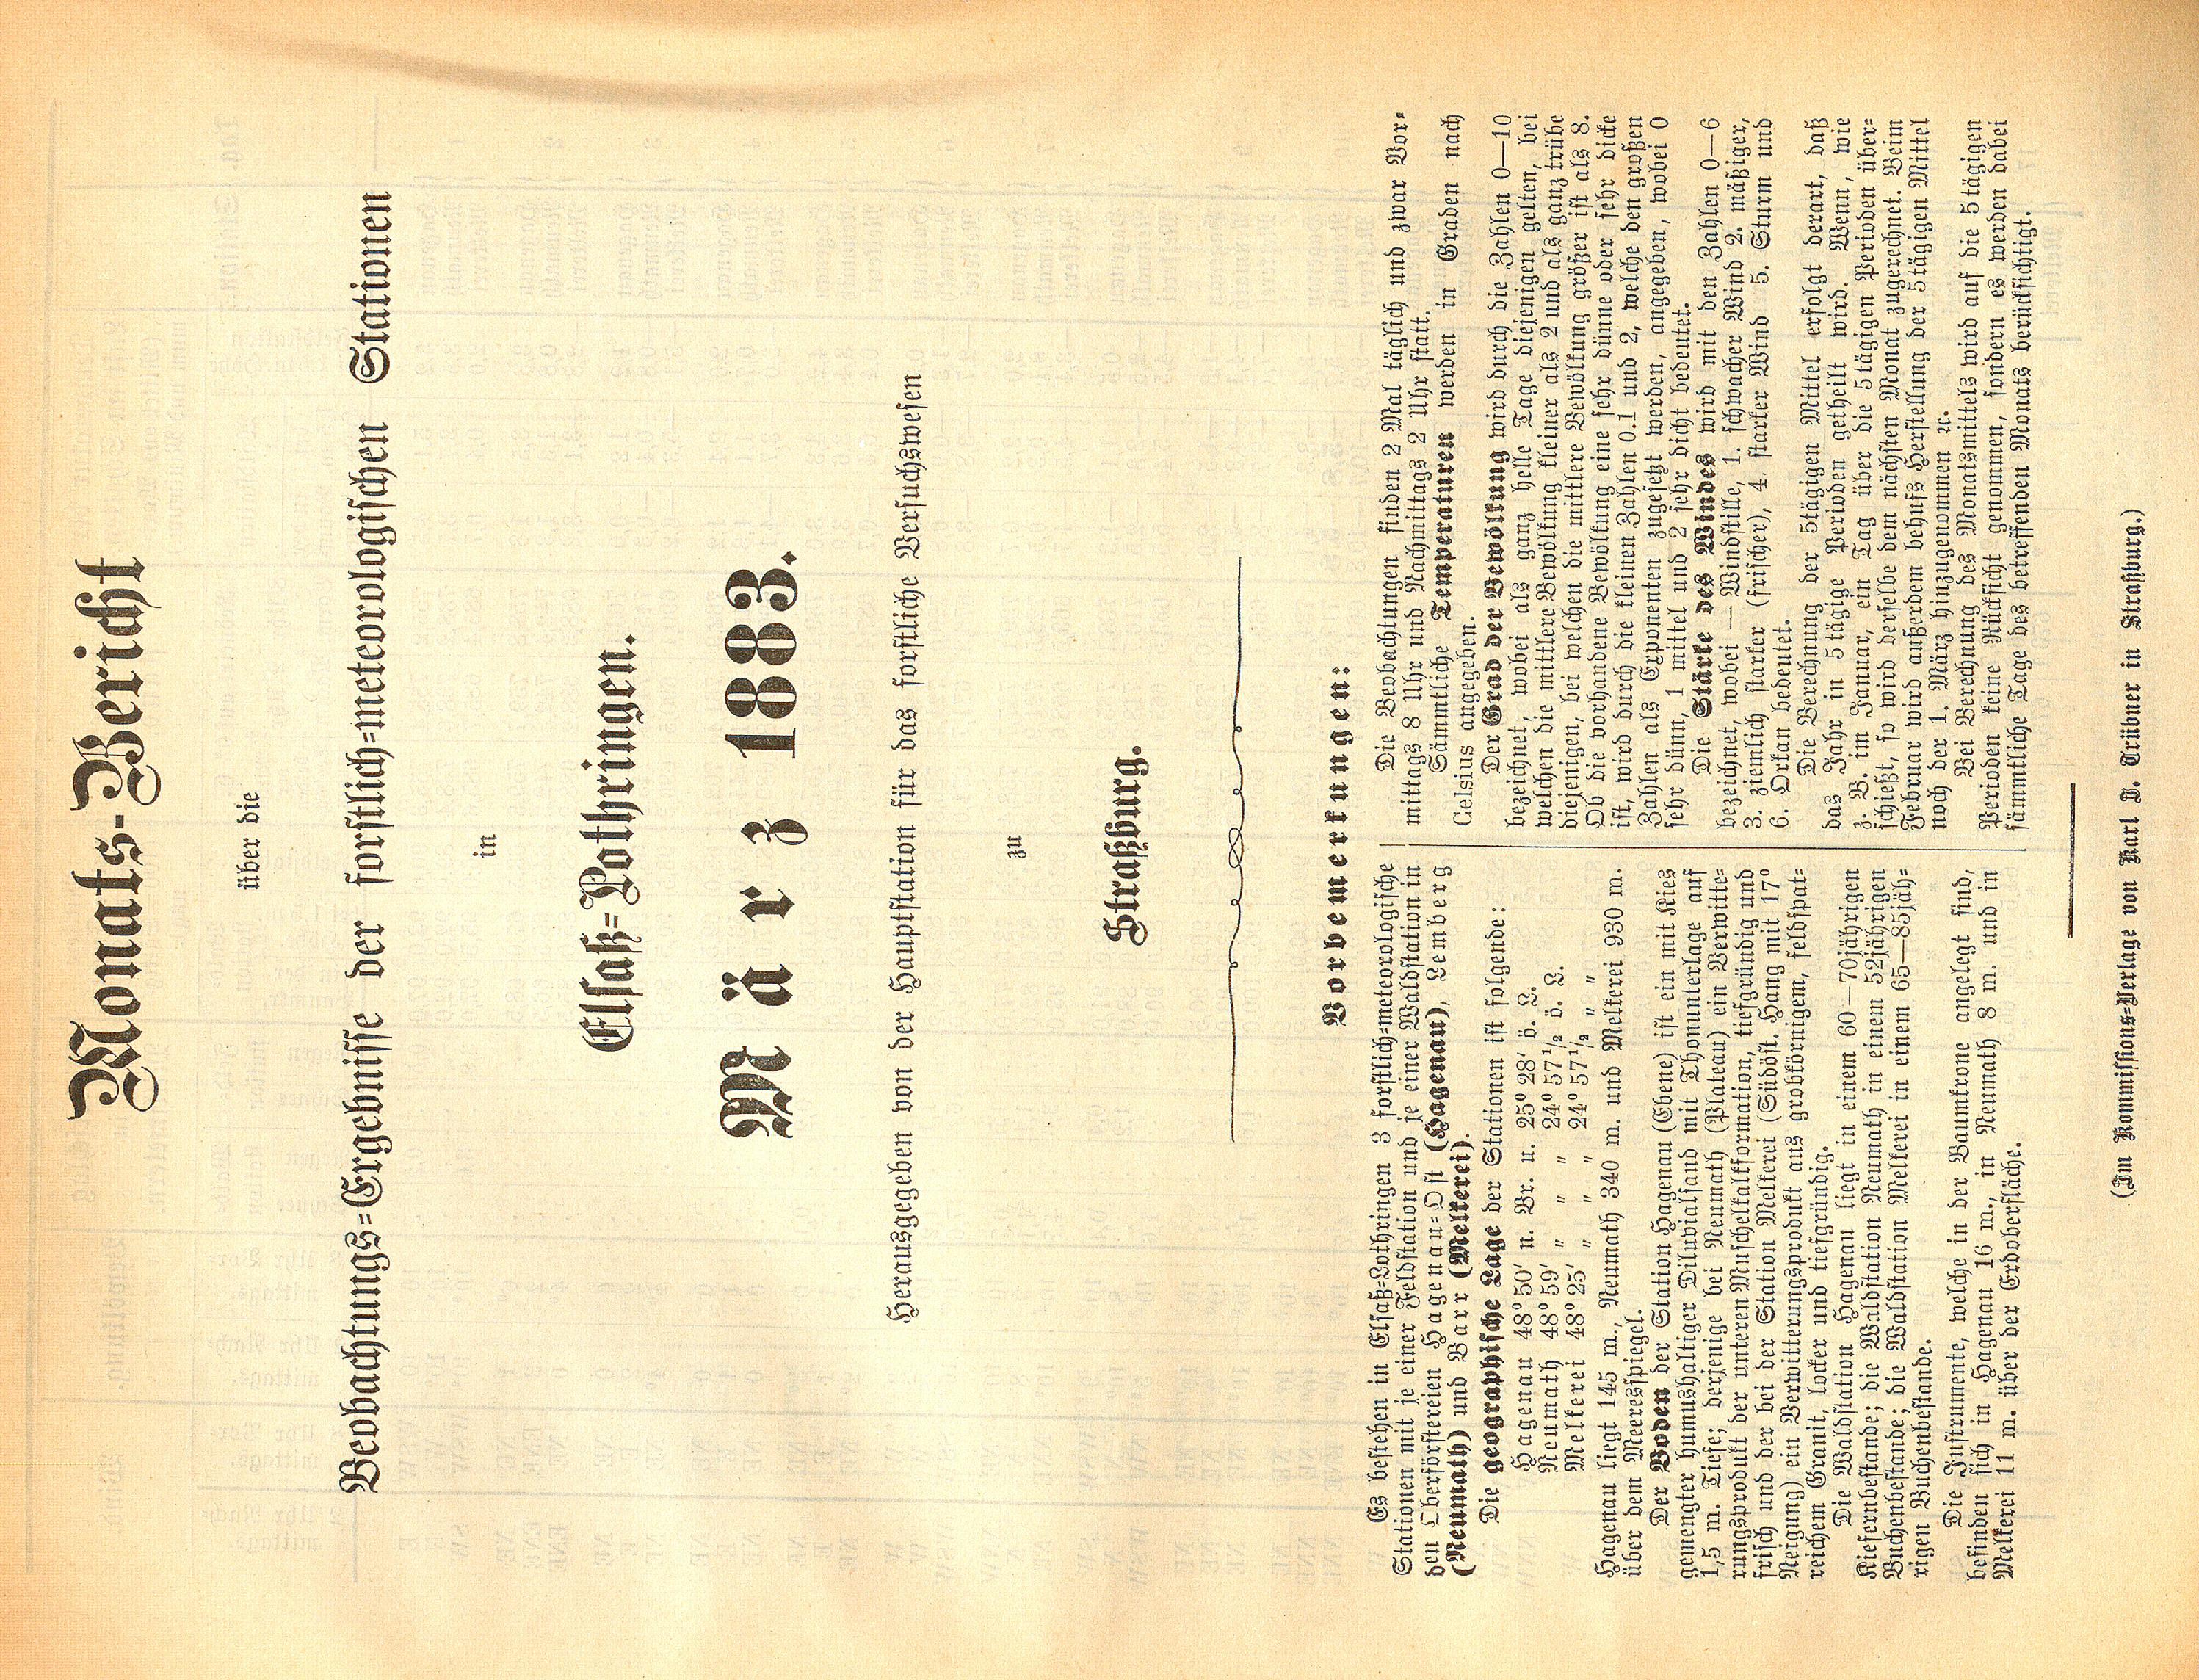 Monats-Bericht
über die
Beobachtungs=Ergebnisse der forstlich=meteorologischen Stationen
in
Elsaß=Lothringen.
März 1883.
Herausgegeben von der Hauptstation für das forstliche Versuchswesen
zu
Straßburg.
Vorbemerkungen:
Es bestehen in Elsaß=Lothringen 3 forstlich=meteorologische
Stationen mit je einer Feldstation und je einer Waldstation in
den Oberförstereien Hagenau=Ost (Hagenau), Lemberg
(Neumath) und Barr (Melkerei).
Die geographische Lage der Stationen ist folgende:
Hagenau 48° 50′ n. Br. u. 25° 28′ ö. L.
Neumath 48° 59′ „ „ „ 24° 57 1/2 ö. L.
Melkerei 48° 25′ „ „ „ 24° 57 1/2 „ „
Hagenau liegt 145 m., Neumath 340 m. und Melkerei 930 m.
über dem Meeresspiegel.
Der Boden der Station Hagenau (Ebene) ist ein mit Kies
gemengter humushaltiger Diluvialsand mit Thonunterlage auf
1,5 m. Tiefe; derjenige bei Neumath (Plateau) ein Verwitte=
rungsprodukt der unteren Muschelkalkformation, tiefgründig und
frisch und der bei der Station Melkerei (Südöst. Hang mit 17°
Neigung) ein Verwitterungsprodukt aus grobkörnigem, feldspat=
reichem Granit, locker und tiefgründig.
Die Waldstation Hagenau liegt in einem 60—70jährigen
Kiefernbestande; die Waldstation Neumath in einem 52jährigen
Buchenbestande; die Waldstation Melkerei in einem 65—85jäh=
rigen Buchenbestande.
Die Instrumente, welche in der Baumkrone angelegt sind,
befinden sich in Hagenau 16 m., in Neumath 8 m. und in
Melkerei 11 m. über der Erdoberfläche.
Die Beobachtungen finden 2 Mal täglich und zwar Vor=
mittags 8 Uhr und Nachmittags 2 Uhr statt.
Sämmtliche Temperaturen werden in Graden nach
Celsius angegeben.
Der Grad der Bewölkung wird durch die Zahlen 0—10
bezeichnet, wobei als ganz helle Tage diejenigen gelten, bei
welchen die mittlere Bewölkung kleiner als 2 und als ganz trübe
diejenigen, bei welchen die mittlere Bewölkung größer ist als 8.
Ob die vorhandene Bewölkung eine sehr dünne oder sehr dicke
ist, wird durch die kleinen Zahlen 0.1 und 2, welche den großen
Zahlen als Exponenten zugesetzt werden, angegeben, wobei 0
sehr dünn, 1 mittel und 2 sehr dicht bedeutet.
Die Stärke des Windes wird mit den Zahlen 0—6
bezeichnet, wobei — Windstille, 1. schwacher Wind 2. mäßiger,
3. ziemlich starker (frischer), 4. starker Wind 5. Sturm und
6. Orkan bedeutet.
Die Berechnung der 5tägigen Mittel erfolgt derart, daß
das Jahr in 5 tägige Perioden getheilt wird. Wenn, wie
z. B. im Januar, ein Tag über die 5tägigen Perioden über=
schießt, so wird derselbe dem nächsten Monat zugerechnet. Beim
Februar wird außerdem behufs Herstellung der 5tägigen Mittel
noch der 1. März hinzugenommen ꝛc.
Bei Berechnung des Monatsmittels wird auf die 5tägigen
Perioden keine Rücksicht genommen, sondern es werden dabei
sämmtliche Tage des betreffenden Monats berücksichtigt.
(Im Kommissions=Verlage von Karl J. Trübner in Straßburg.)